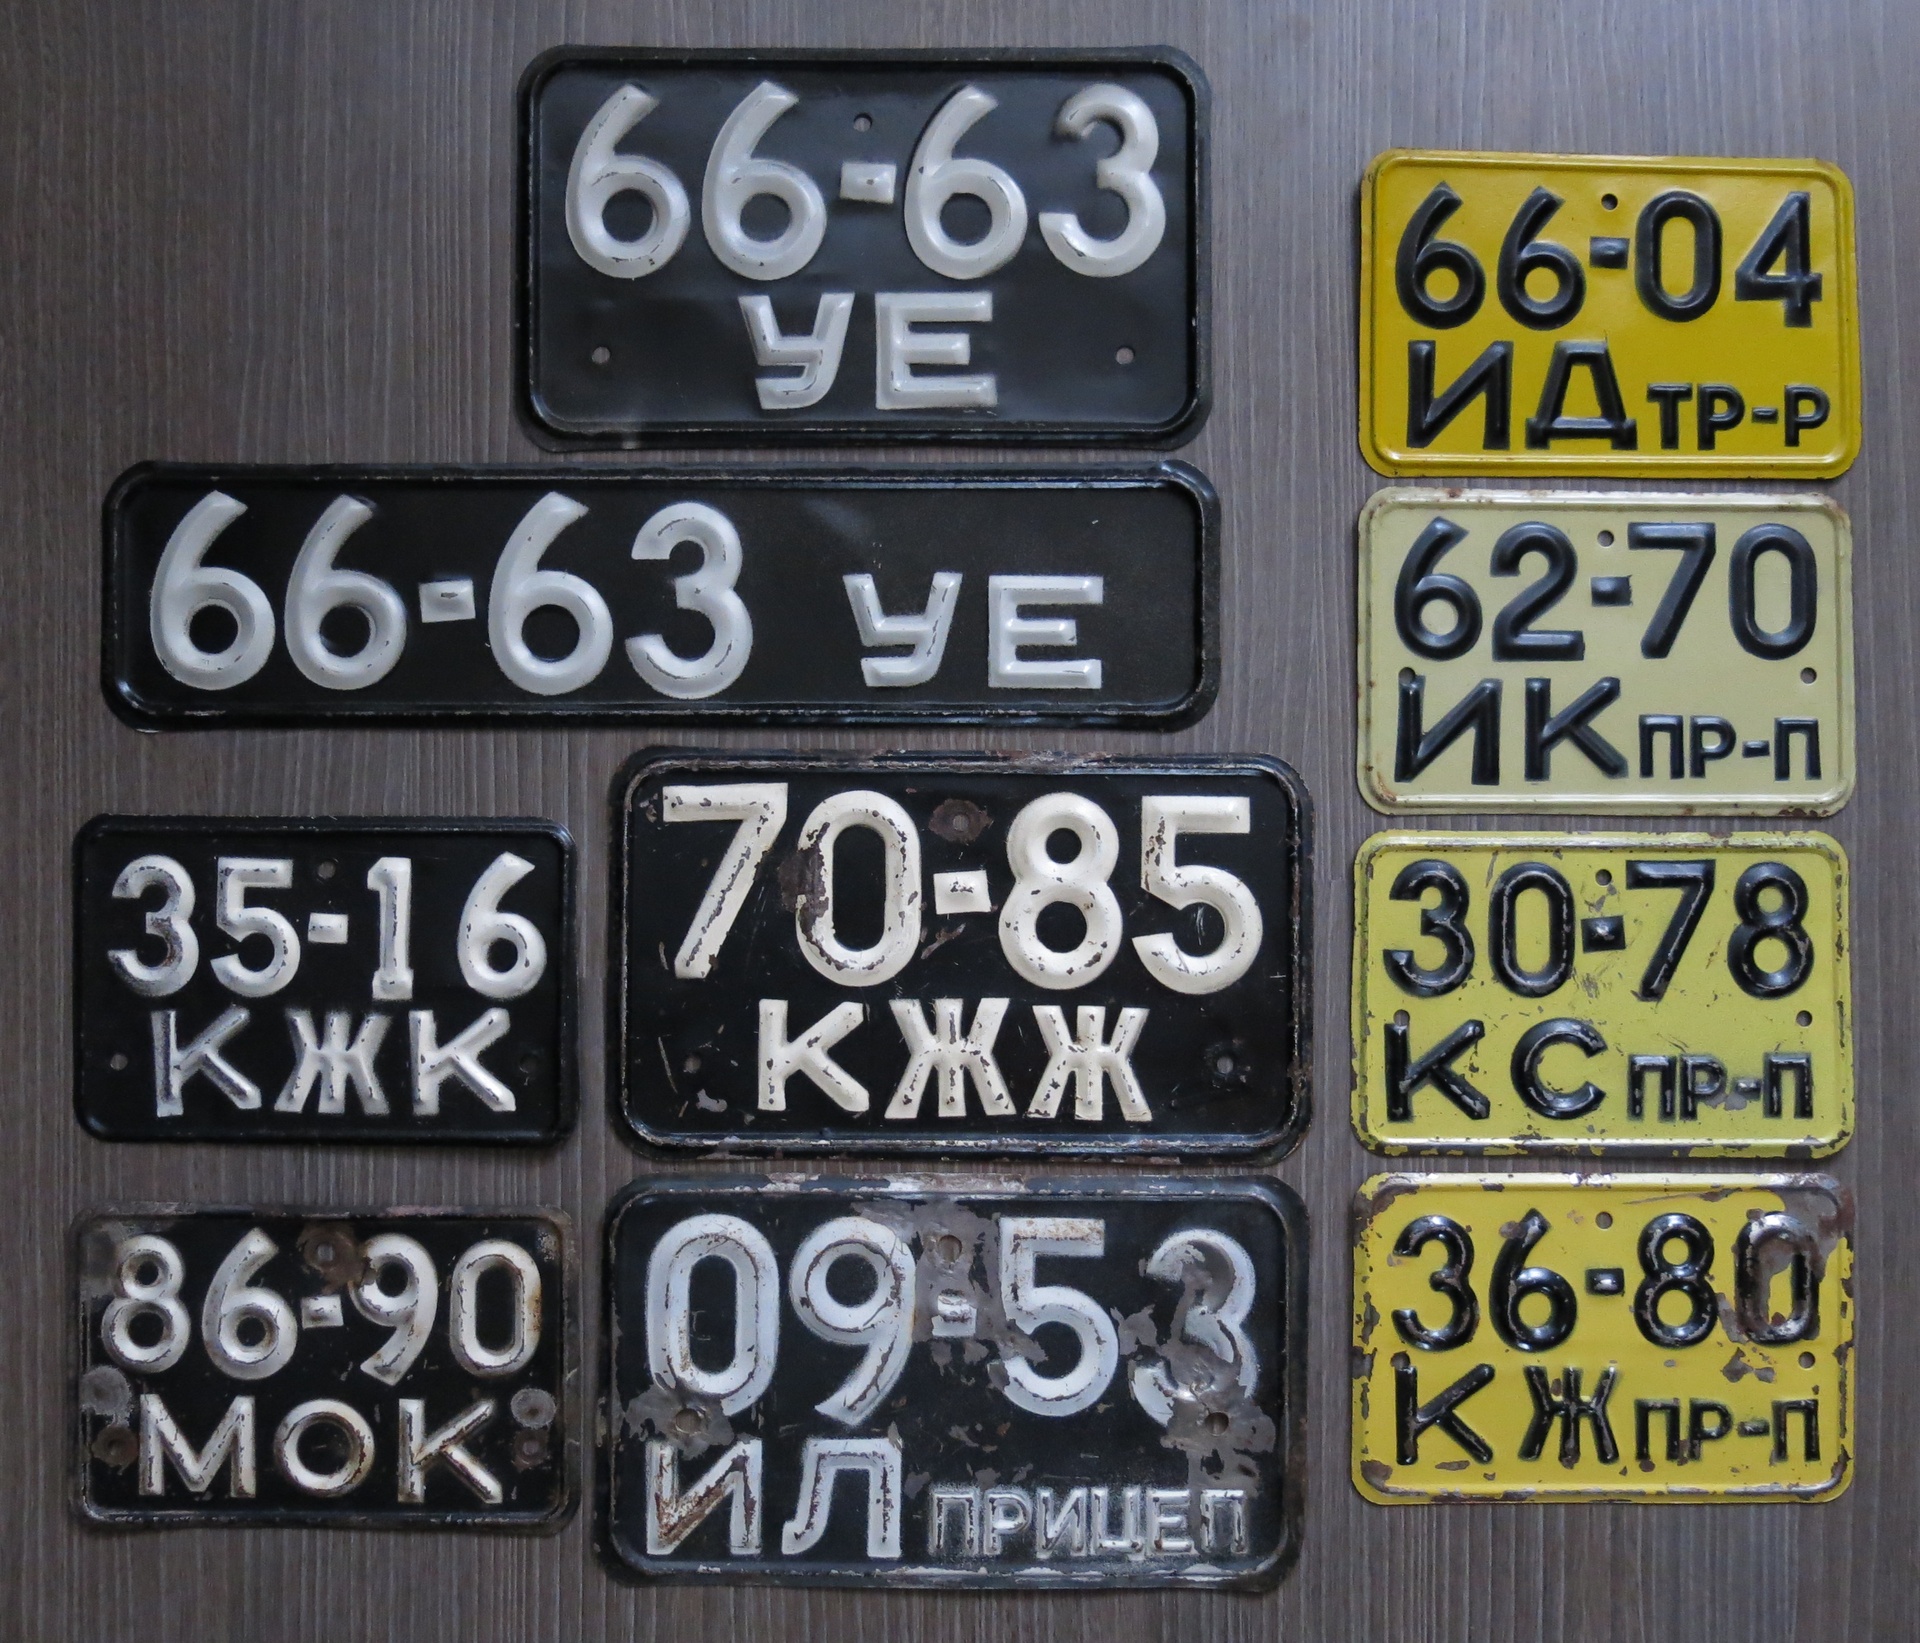 66-63
УЕ
66-63 УЕ
35-16
КЖК
70-85
КЖЖ
86-90
МОК
09-53
ИЛ ПРИЦЕП
66-04
ИД ТР-Р
62-70
ИК ПР-П
30-78
КС ПР-П
36-80
КЖ ПР-П